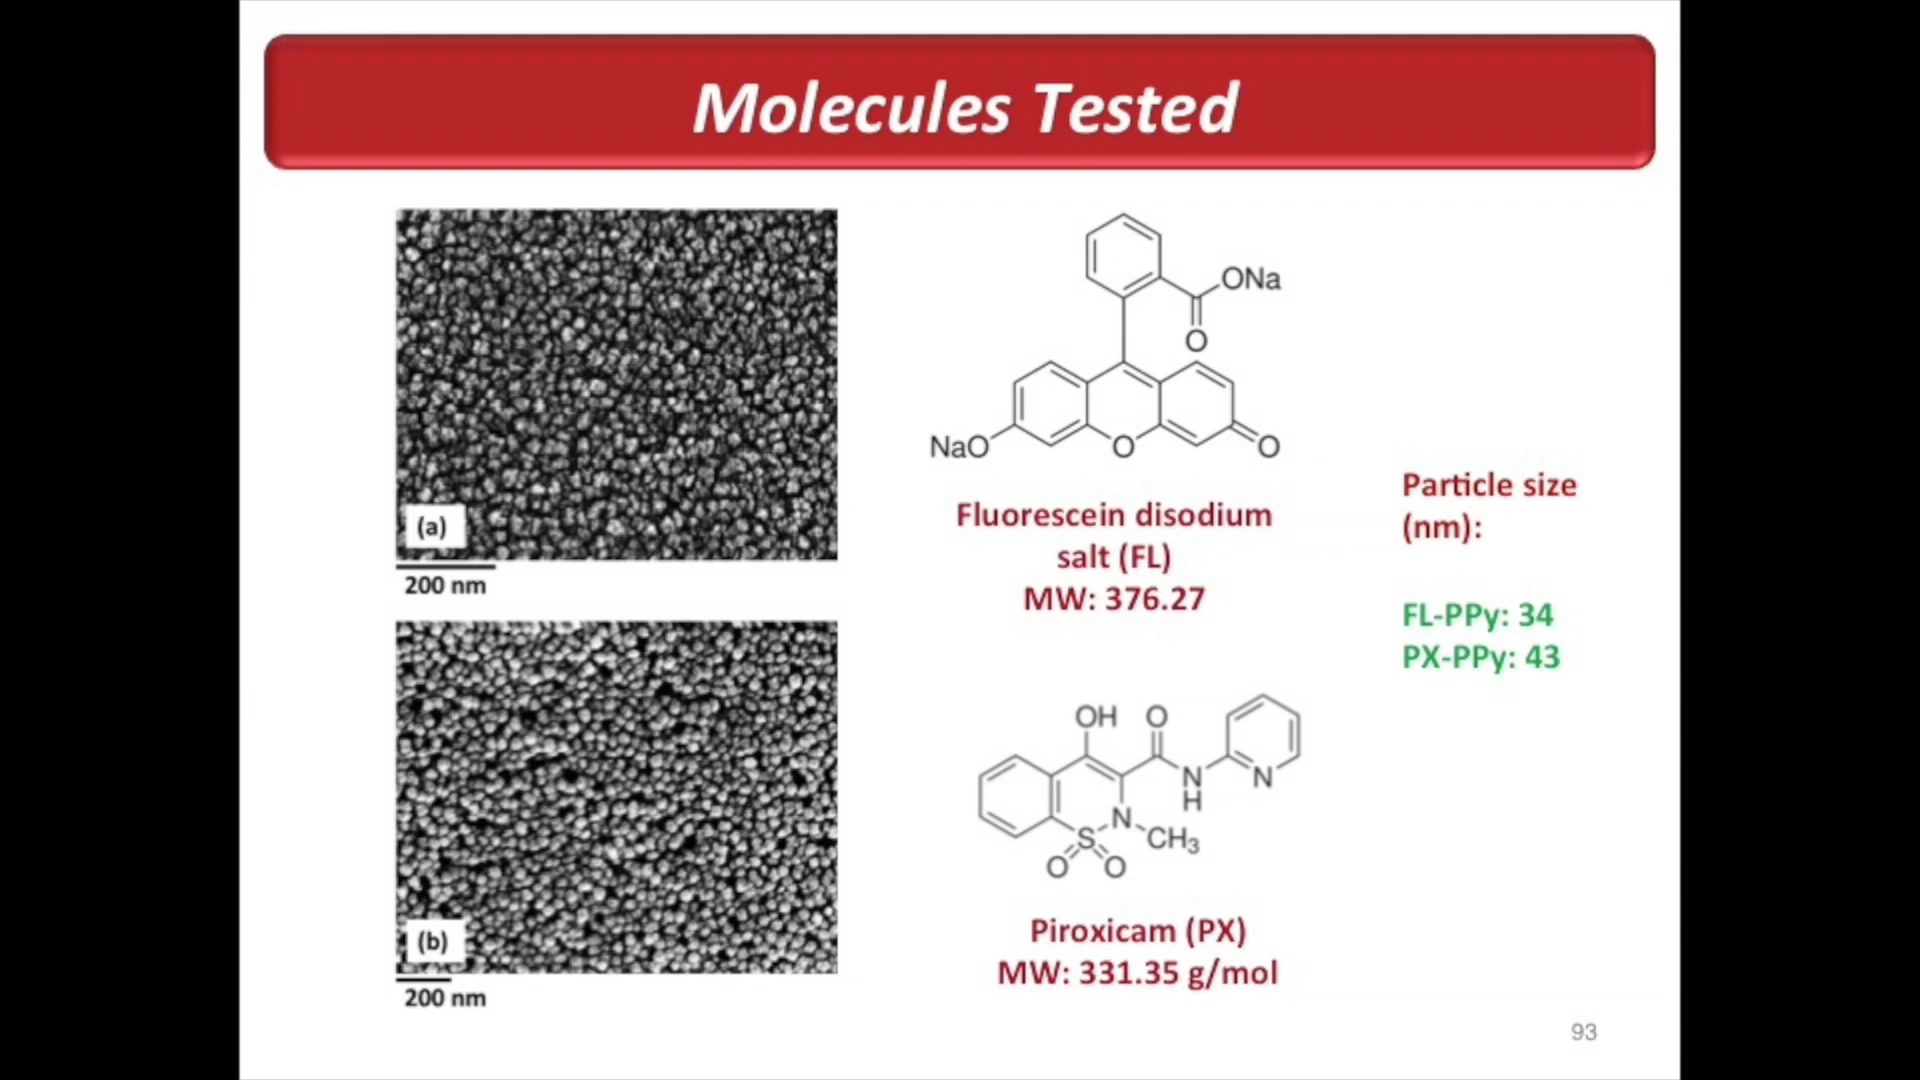 Molecules Tested
(a)
200 nm
ONa
O
NaO
O
O
Fluorescein disodium
salt (FL)
MW: 376.27
Particle size
(nm):
FL-PPy: 34
PX-PPy: 43
(b)
200 nm
OH
O
N
H
N
N
CH₃
S
O
O
Piroxicam (PX)
MW: 331.35 g/mol
93